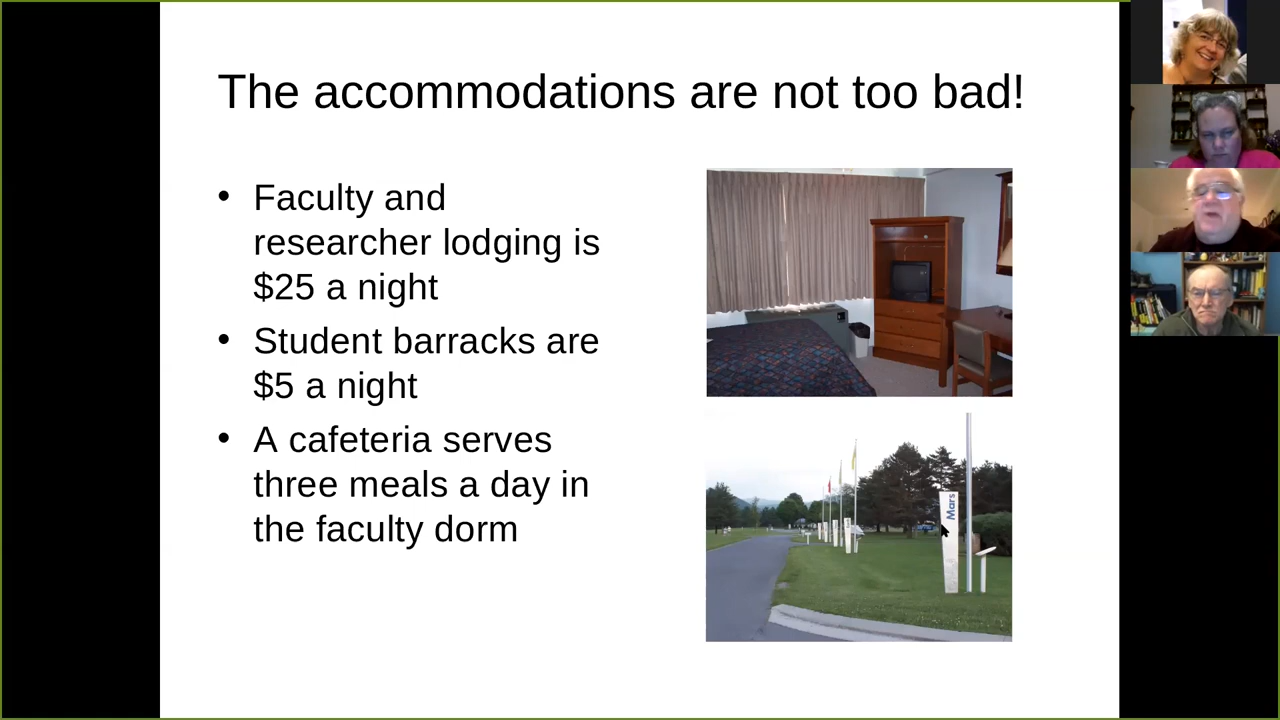 The accommodations are not too bad!
• Faculty and
researcher lodging is
$25 a night
• Student barracks are
$5 a night
• A cafeteria serves
three meals a day in
the faculty dorm
Mars